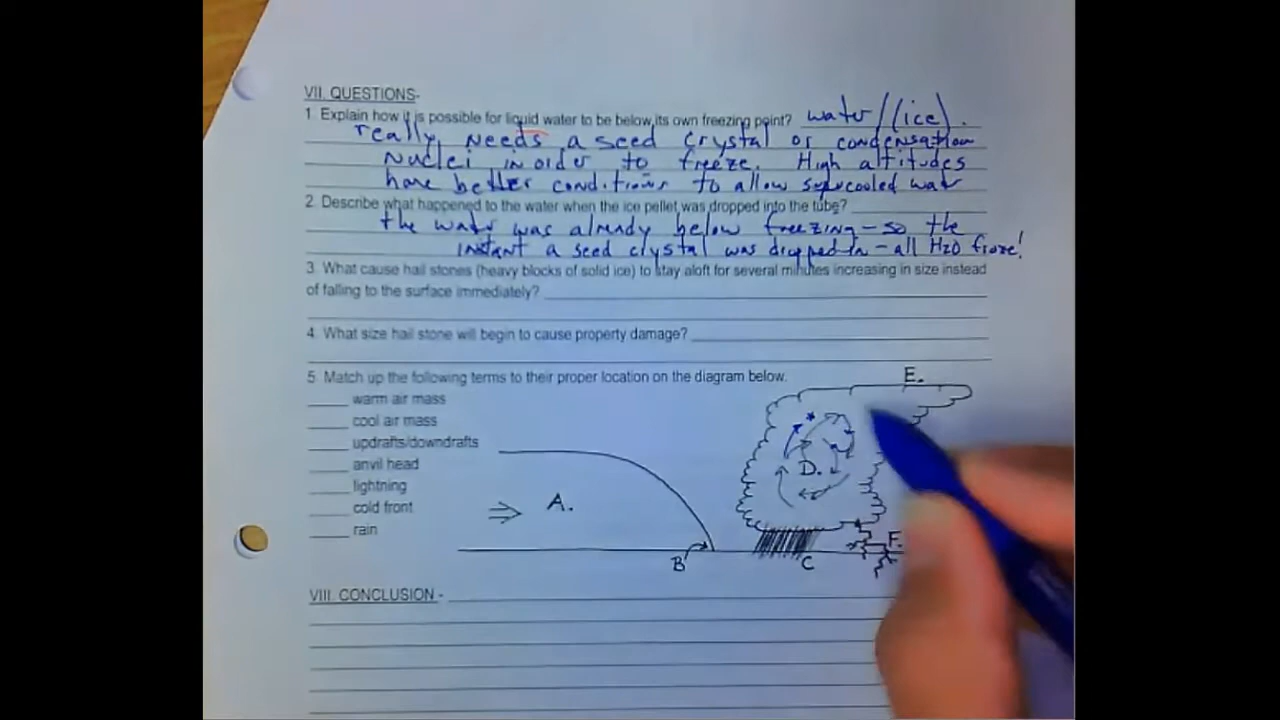 VII. QUESTIONS-
1. Explain how it is possible for liquid water to be below its own freezing point? water/(ice).
really needs a seed crystal or condensation
nuclei in order to freeze. High altitudes
have better conditions to allow supercooled water
2. Describe what happened to the water when the ice pellet was dropped into the tube?
the water was already below freezing - so the
instant a seed crystal was dropped in - all H2O froze!
3. What cause hail stones (heavy blocks of solid ice) to stay aloft for several minutes increasing in size instead
of falling to the surface immediately?
4. What size hail stone will begin to cause property damage?
5. Match up the following terms to their proper location on the diagram below.
E.
warm air mass
cool air mass
updrafts/downdrafts
anvil head
D.
lightning
A.
cold front
rain
F.
B
C
VIII. CONCLUSION -